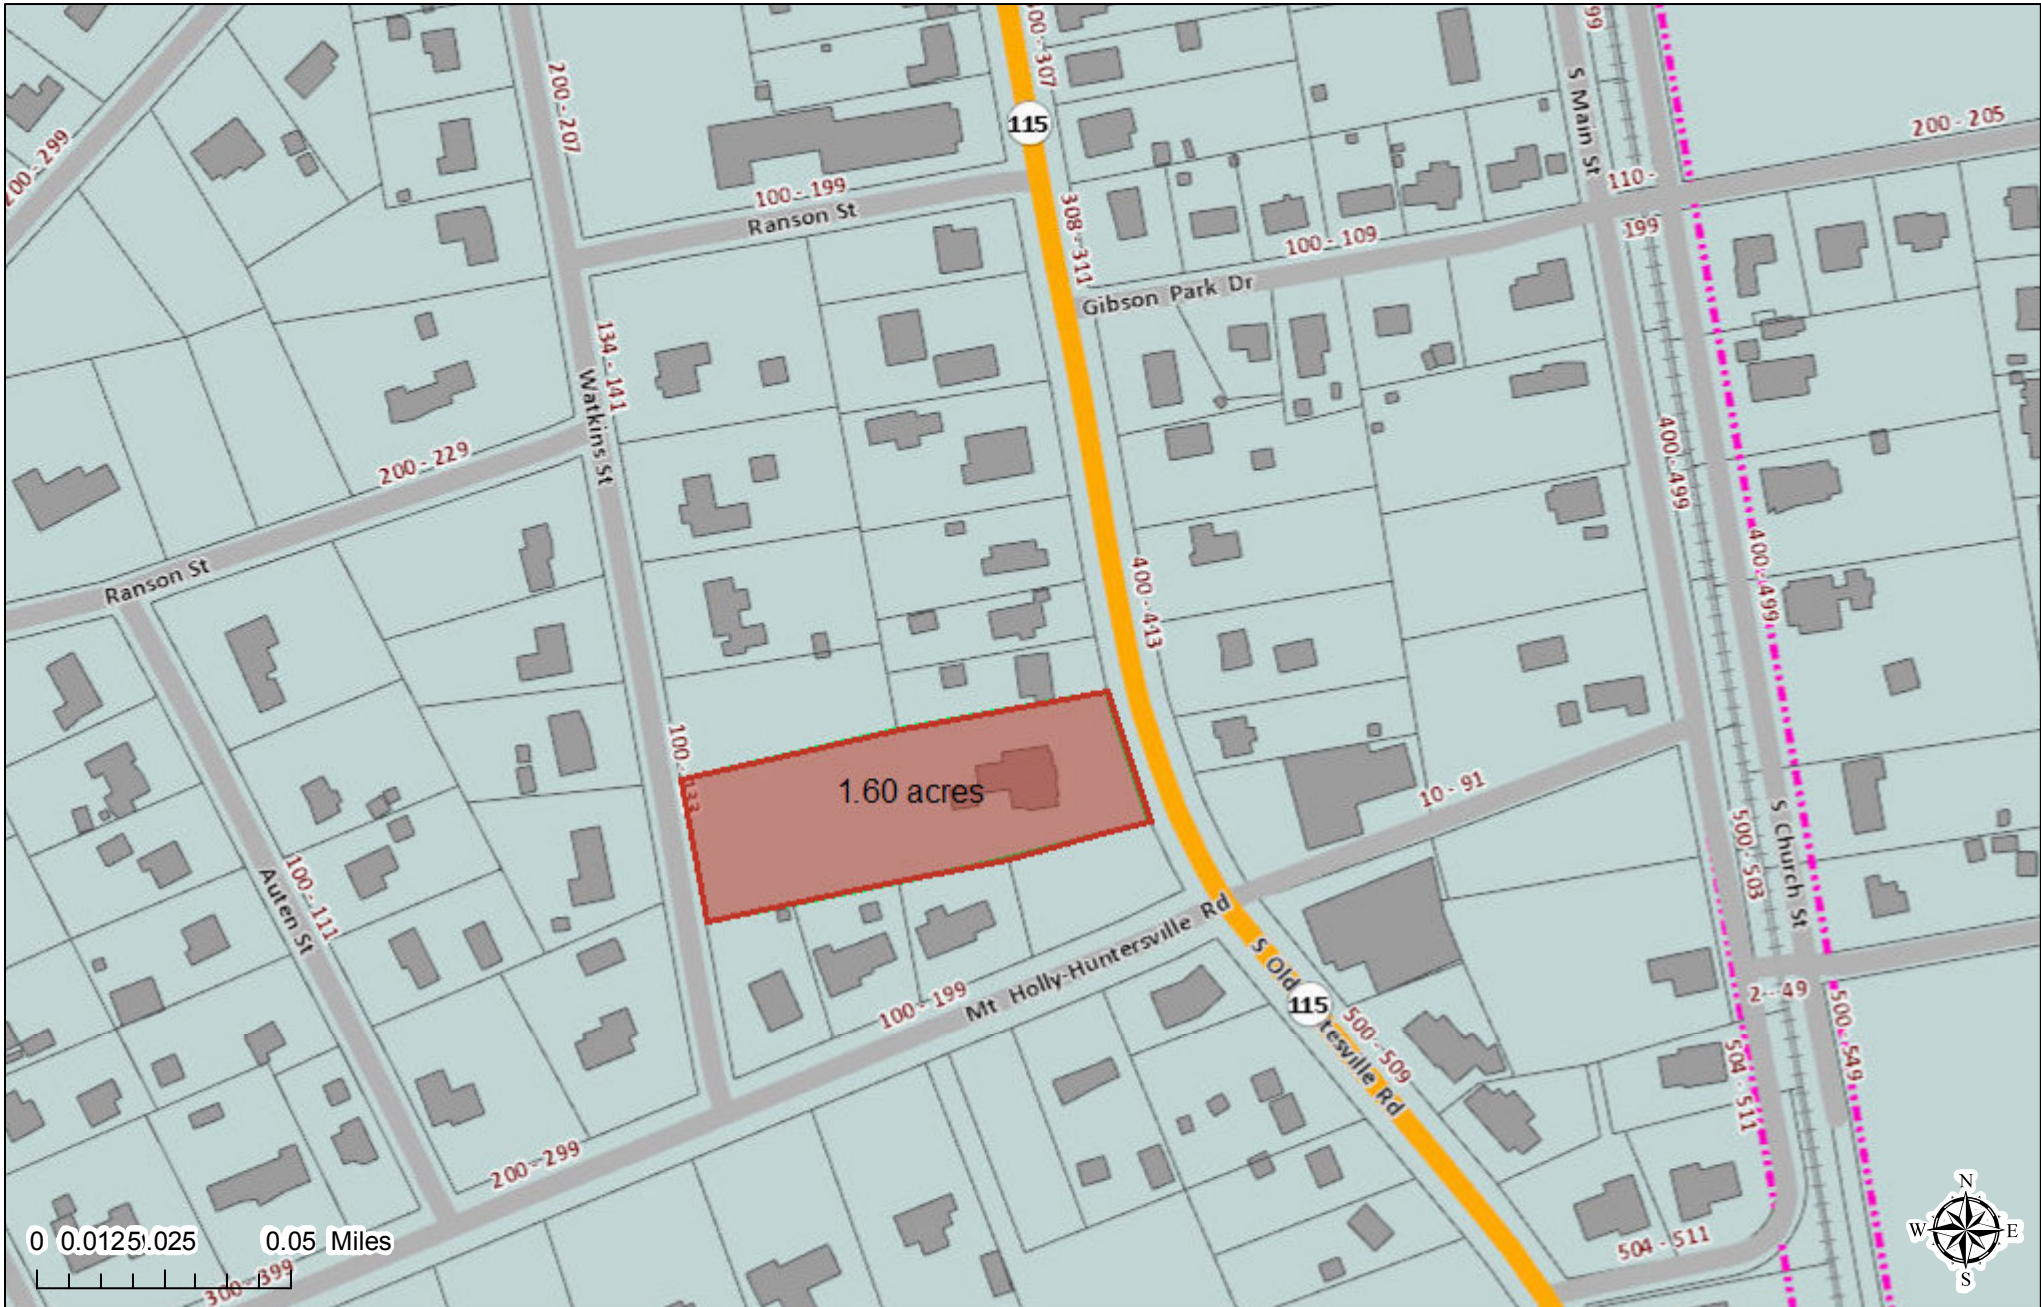 200 - 299
200 - 207
00 - 307
115
308 - 311
99
S Main St
110 -
199
200 - 205
100 - 199
Ranson St
100 - 109
Gibson Park Dr
134 - 141
Watkins St
200 - 229
Ranson St
400 - 499
400 - 499
400 - 413
100 - 133
1.60 acres
10 - 91
500 - 503
S Church St
100 - 111
Auten St
Mt Holly-Huntersville Rd
100 - 199
S Old
115
tesville Rd
500 - 509
2 - 49
500 - 549
504 - 511
200 - 299
300 - 399
504 - 511
0 0.0125 .025 0.05 Miles
N
W E
S